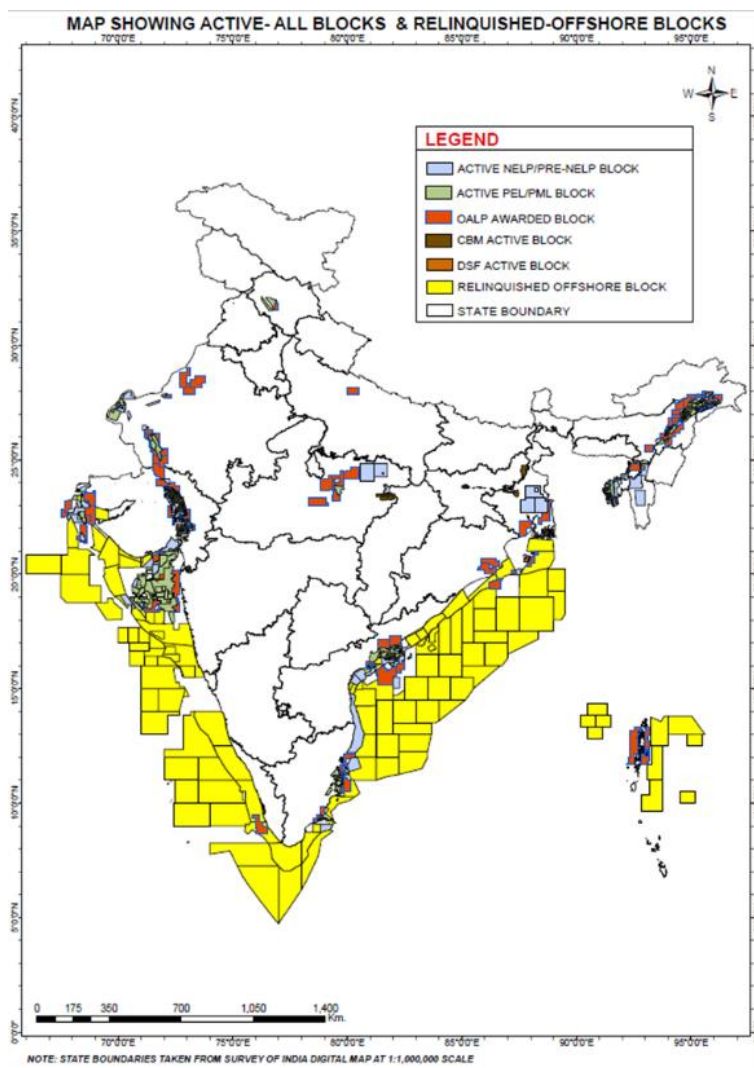 MAP SHOWING ACTIVE- ALL BLOCKS & RELINQUISHED-OFFSHORE BLOCKS
70°0'0"E 75°0'0"E 80°0'0"E 85°0'0"E 90°0'0"E 95°0'0"E
N
W E
S
40°0'0"N
LEGEND
ACTIVE NELP/PRE-NELP BLOCK
ACTIVE PEL/PML BLOCK
OALP AWARDED BLOCK
CBM ACTIVE BLOCK
DSF ACTIVE BLOCK
RELINQUISHED OFFSHORE BLOCK
STATE BOUNDARY
35°0'0"N
30°0'0"N
25°0'0"N
20°0'0"N
15°0'0"N
10°0'0"N
5°0'0"N
0 175 350 700 1,050 1,400
Km.
0°0'0"
70°0'0"E 75°0'0"E 80°0'0"E 85°0'0"E 90°0'0"E 95°0'0"E
NOTE: STATE BOUNDARIES TAKEN FROM SURVEY OF INDIA DIGITAL MAP AT 1:1,000,000 SCALE